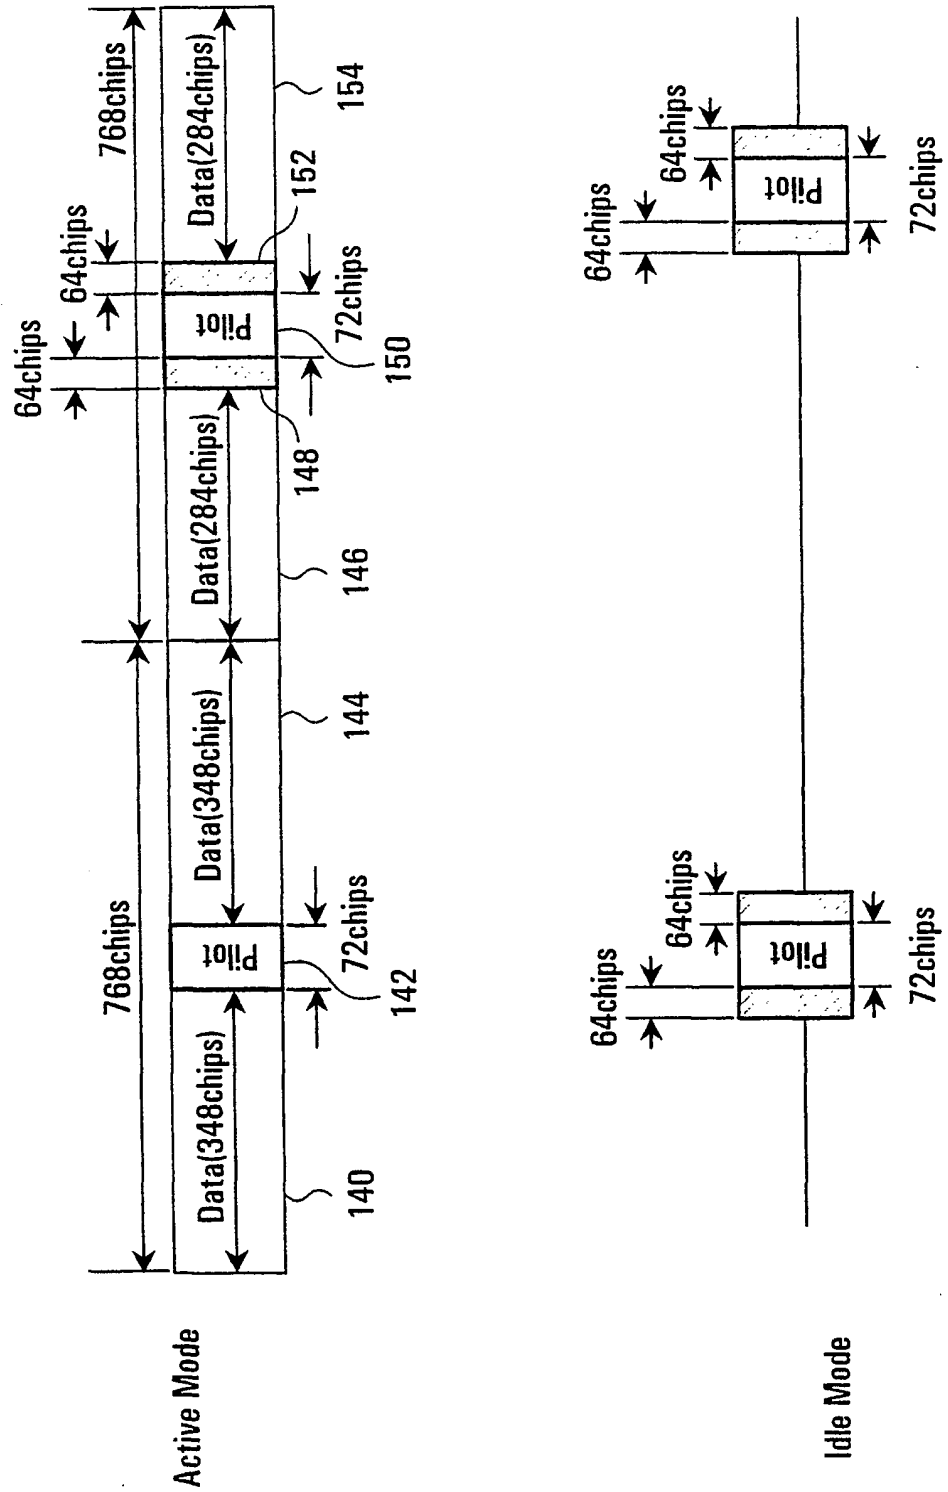 Active Mode
768chips
768chips
64chips
64chips
Data(348chips)
Pilot
Data(348chips)
Data(284chips)
Pilot
Data(284chips)
72chips
72chips
140
142
144
146
148
150
152
154
Idle Mode
64chips
64chips
64chips
64chips
Pilot
Pilot
72chips
72chips